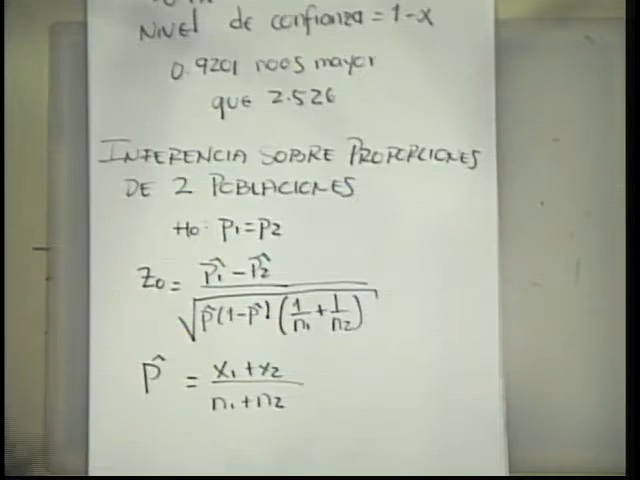 NIVEL de confianza = 1-x
0.9201 no es mayor
que 2.526
INFERENCIA SOBRE PROPORCIONES
DE 2 POBLACIONES
Ho: P1 = P2
Zo = (p̂1 - p̂2) / √(p̂(1-p̂)(1/n1 + 1/n2))
p̂ = (x1 + x2) / (n1 + n2)